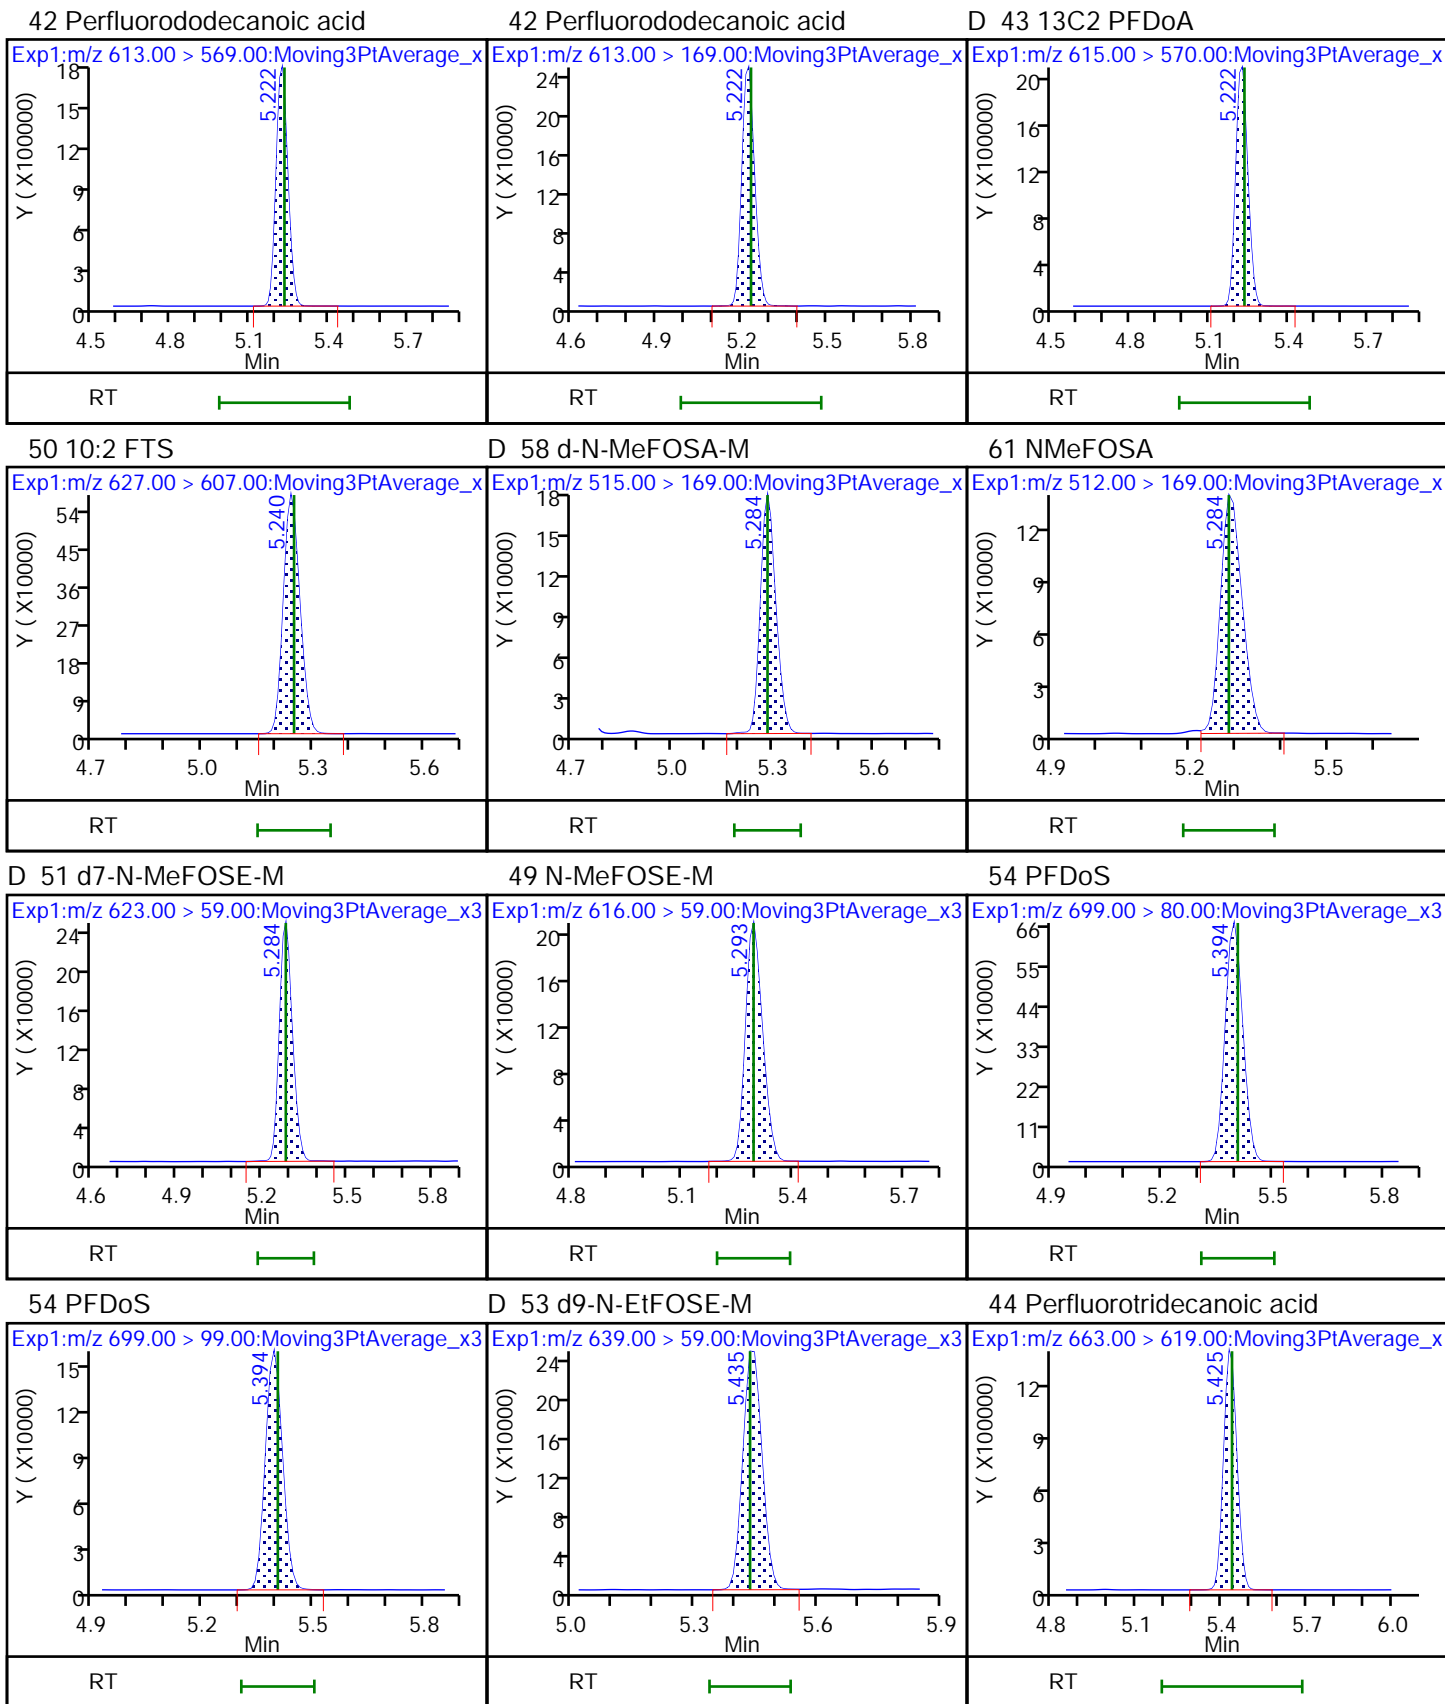 42 Perfluorododecanoic acid
Exp1:m/z 613.00 > 569.00:Moving3PtAverage_x
5.222
Y ( X100000)
18
15
12
9
6
3
0
4.5 4.8 5.1 5.4 5.7
Min
RT
42 Perfluorododecanoic acid
Exp1:m/z 613.00 > 169.00:Moving3PtAverage_x
5.222
Y ( X10000)
24
20
16
12
8
4
0
4.6 4.9 5.2 5.5 5.8
Min
RT
D 43 13C2 PFDoA
Exp1:m/z 615.00 > 570.00:Moving3PtAverage_x
5.222
Y ( X100000)
20
16
12
8
4
0
4.5 4.8 5.1 5.4 5.7
Min
RT
50 10:2 FTS
Exp1:m/z 627.00 > 607.00:Moving3PtAverage_x
5.240
Y ( X10000)
54
45
36
27
18
9
0
4.7 5.0 5.3 5.6
Min
RT
D 58 d-N-MeFOSA-M
Exp1:m/z 515.00 > 169.00:Moving3PtAverage_x
5.284
Y ( X10000)
18
15
12
9
6
3
0
4.7 5.0 5.3 5.6
Min
RT
61 NMeFOSA
Exp1:m/z 512.00 > 169.00:Moving3PtAverage_x
5.284
Y ( X10000)
12
9
6
3
0
4.9 5.2 5.5
Min
RT
D 51 d7-N-MeFOSE-M
Exp1:m/z 623.00 > 59.00:Moving3PtAverage_x3
5.284
Y ( X10000)
24
20
16
12
8
4
0
4.6 4.9 5.2 5.5 5.8
Min
RT
49 N-MeFOSE-M
Exp1:m/z 616.00 > 59.00:Moving3PtAverage_x3
5.293
Y ( X10000)
20
16
12
8
4
0
4.8 5.1 5.4 5.7
Min
RT
54 PFDoS
Exp1:m/z 699.00 > 80.00:Moving3PtAverage_x3
5.394
Y ( X10000)
66
55
44
33
22
11
0
4.9 5.2 5.5 5.8
Min
RT
54 PFDoS
Exp1:m/z 699.00 > 99.00:Moving3PtAverage_x3
5.394
Y ( X10000)
15
12
9
6
3
0
4.9 5.2 5.5 5.8
Min
RT
D 53 d9-N-EtFOSE-M
Exp1:m/z 639.00 > 59.00:Moving3PtAverage_x3
5.435
Y ( X10000)
24
20
16
12
8
4
0
5.0 5.3 5.6 5.9
Min
RT
44 Perfluorotridecanoic acid
Exp1:m/z 663.00 > 619.00:Moving3PtAverage_x
5.425
Y ( X100000)
12
9
6
3
0
4.8 5.1 5.4 5.7 6.0
Min
RT